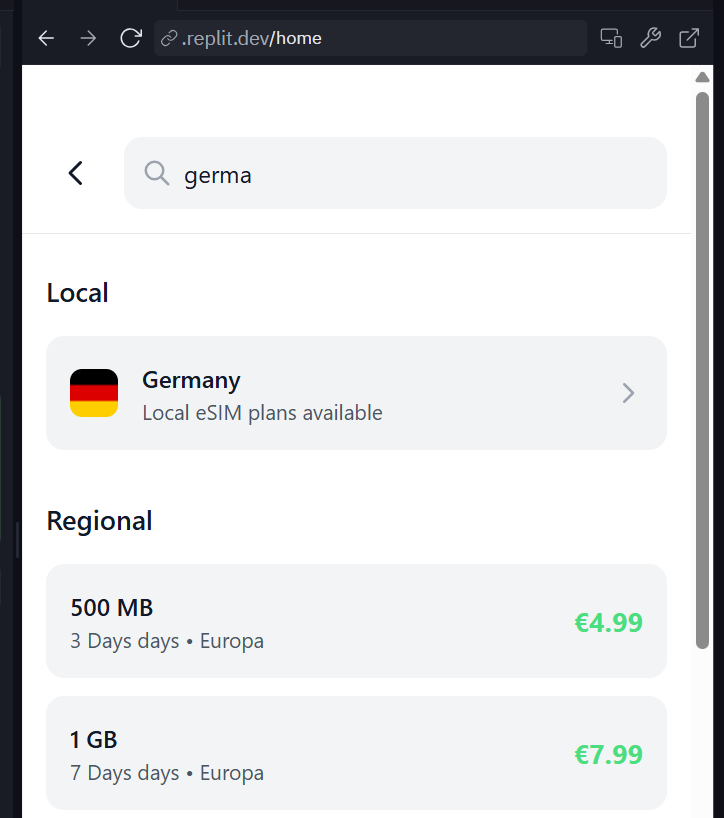 .replit.dev/home
germa
Local
Germany
Local eSIM plans available
Regional
500 MB
3 Days days • Europa
€4.99
1 GB
7 Days days • Europa
€7.99